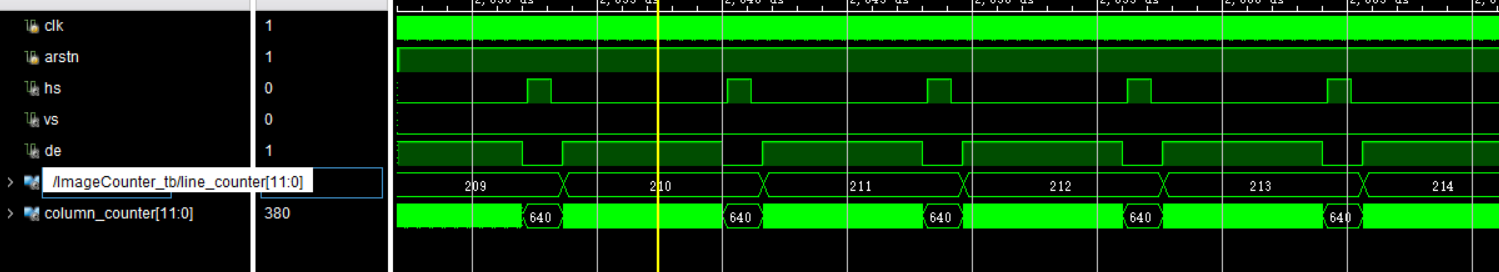 clk 1
arstn 1
hs 0
vs 0
de 1
/ImageCounter_tb/line_counter[11:0] 209 210 211 212 213 214
column_counter[11:0] 380 640 640 640 640 640